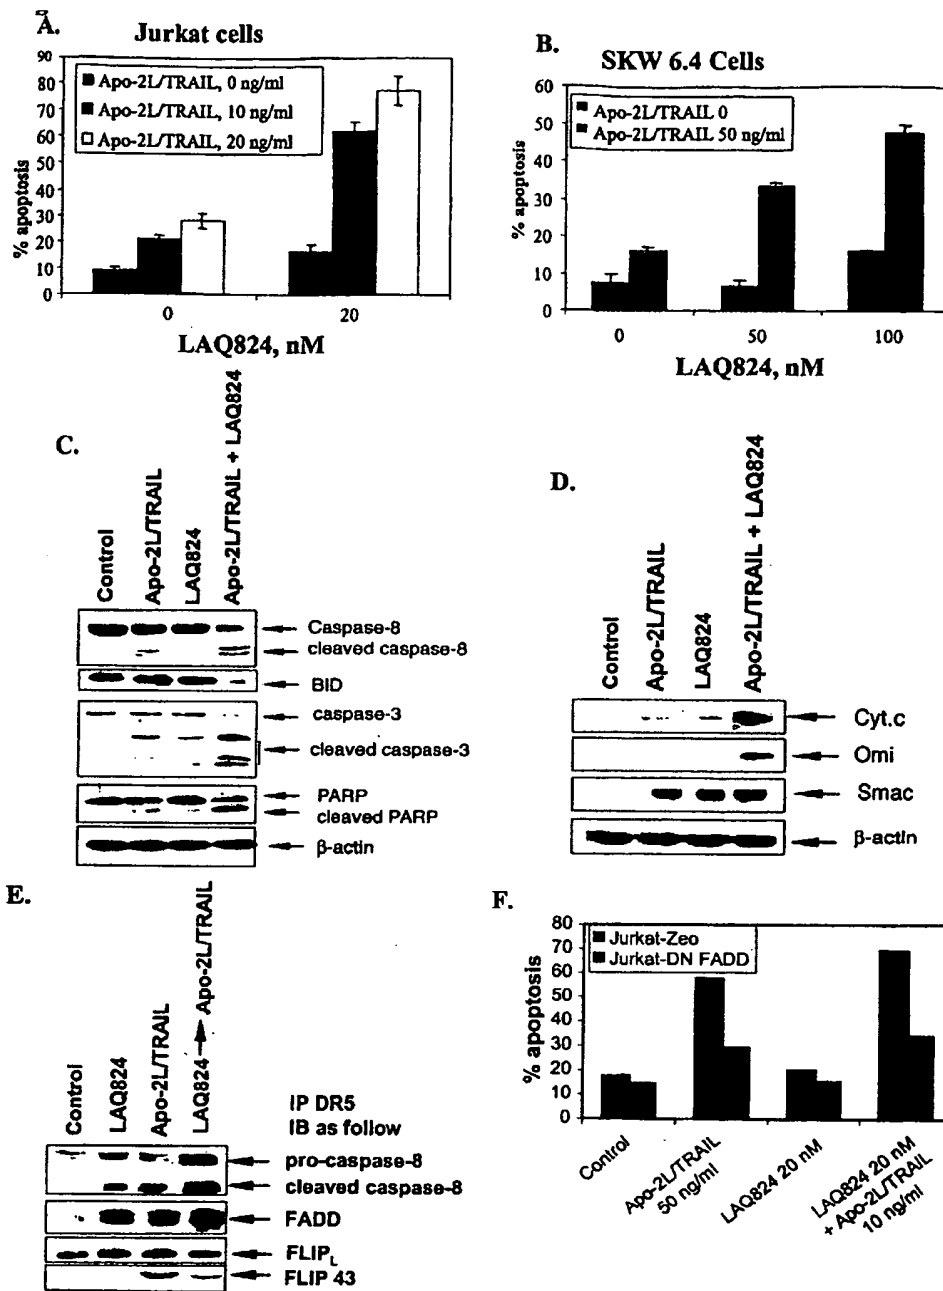 A.
Jurkat cells
90
80
70
60
50
40
30
20
10
0
% apoptosis
Apo-2L/TRAIL, 0 ng/ml
Apo-2L/TRAIL, 10 ng/ml
Apo-2L/TRAIL, 20 ng/ml
0
20
LAQ824, nM
B.
SKW 6.4 Cells
60
50
40
30
20
10
0
% apoptosis
Apo-2L/TRAIL 0
Apo-2L/TRAIL 50 ng/ml
0
50
100
LAQ824, nM
C.
Control
Apo-2L/TRAIL
LAQ824
Apo-2L/TRAIL + LAQ824
Caspase-8
cleaved caspase-8
BID
caspase-3
cleaved caspase-3
PARP
cleaved PARP
β-actin
D.
Control
Apo-2L/TRAIL
LAQ824
Apo-2L/TRAIL + LAQ824
Cyt.c
Omi
Smac
β-actin
E.
Control
LAQ824
Apo-2L/TRAIL
LAQ824 → Apo-2L/TRAIL
IP DR5
IB as follow
pro-caspase-8
cleaved caspase-8
FADD
FLIPL
FLIP 43
F.
80
70
60
50
40
30
20
10
0
% apoptosis
Jurkat-Zeo
Jurkat-DN FADD
Control
Apo-2L/TRAIL
50 ng/ml
LAQ824 20 nM
LAQ824 20 nM
+ Apo-2L/TRAIL
10 ng/ml